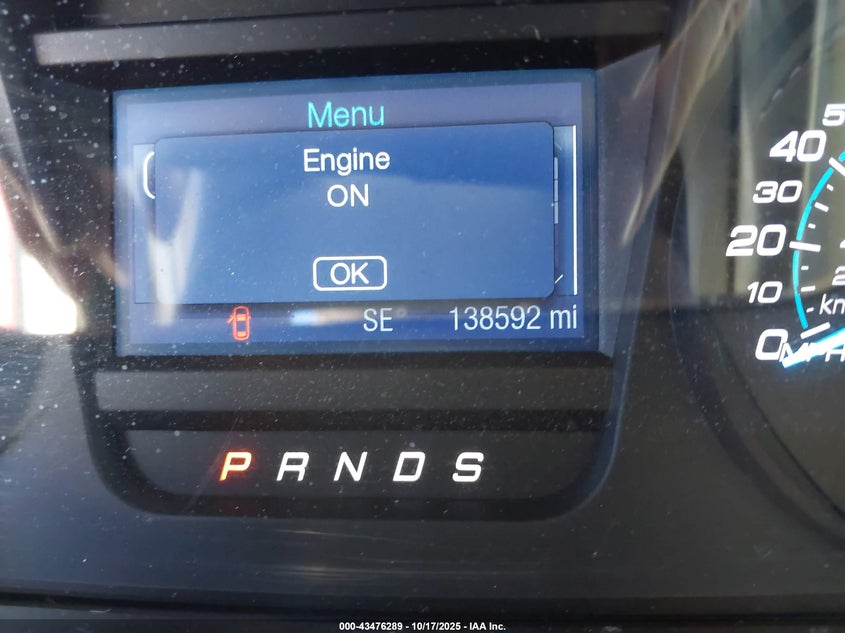 Menu
Engine
ON
OK
SE 138592 mi
P R N D S
40
30
20
10
0
MPH
000-43476289 - 10/17/2025 - IAA Inc.